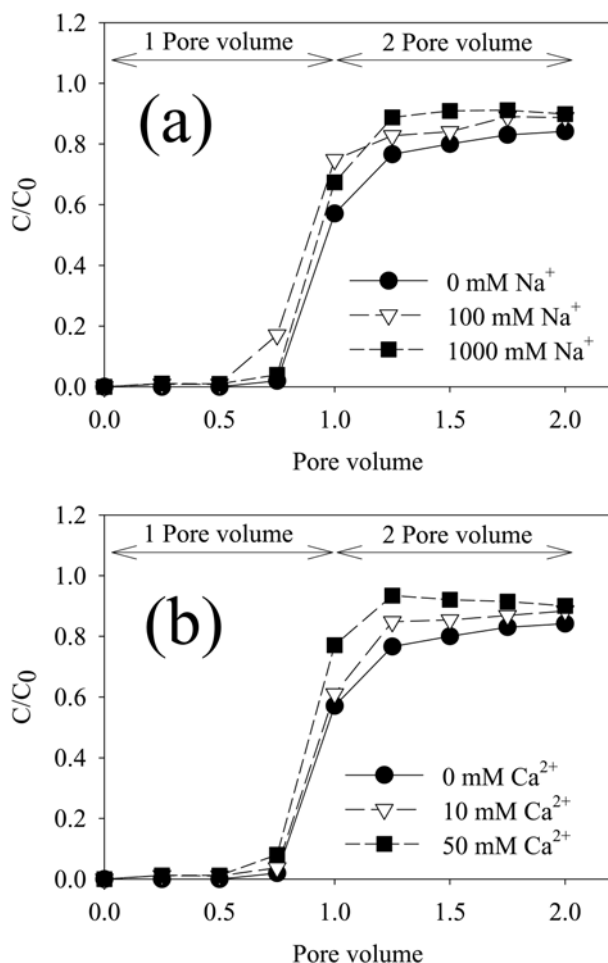 1.2
1 Pore volume 2 Pore volume
1.0
(a)
0.8
C/C0
0.6
0.4
0 mM Na+
100 mM Na+
0.2
1000 mM Na+
0.0
0.0 0.5 1.0 1.5 2.0
Pore volume
1.2
1 Pore volume 2 Pore volume
1.0
(b)
0.8
C/C0
0.6
0.4
0 mM Ca2+
10 mM Ca2+
0.2
50 mM Ca2+
0.0
0.0 0.5 1.0 1.5 2.0
Pore volume